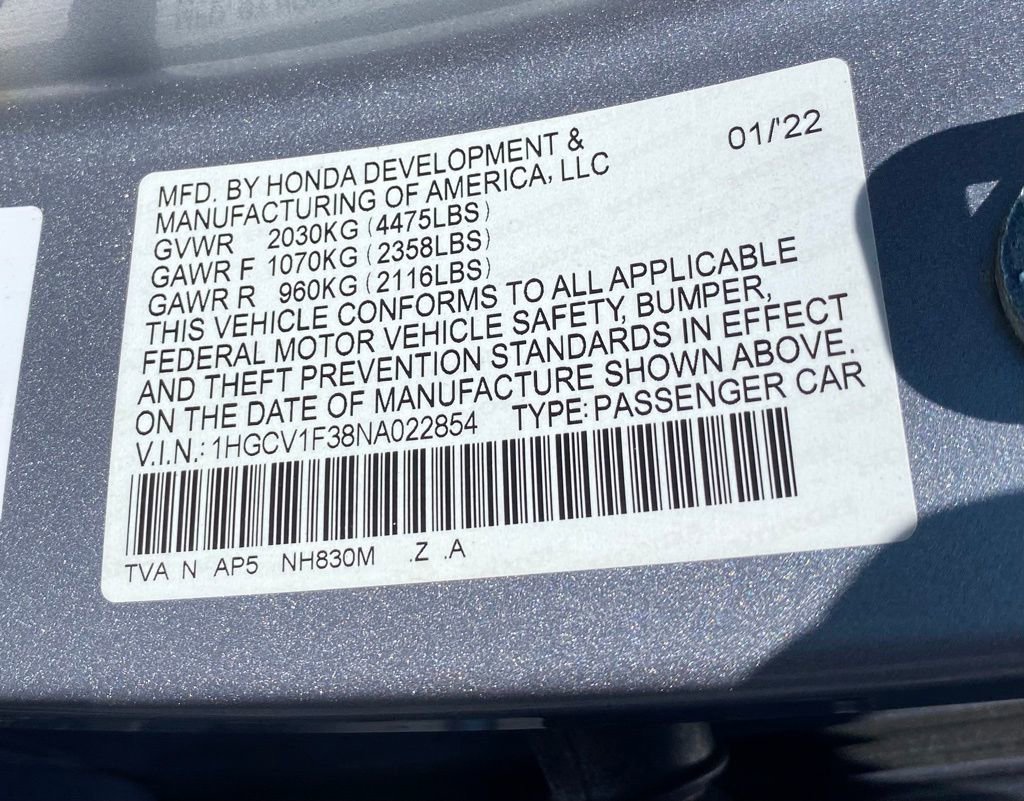 MFD. BY HONDA DEVELOPMENT & 01/'22
MANUFACTURING OF AMERICA, LLC
GVWR 2030KG (4475LBS)
GAWR F 1070KG (2358LBS)
GAWR R 960KG (2116LBS)
THIS VEHICLE CONFORMS TO ALL APPLICABLE
FEDERAL MOTOR VEHICLE SAFETY, BUMPER,
AND THEFT PREVENTION STANDARDS IN EFFECT
ON THE DATE OF MANUFACTURE SHOWN ABOVE.
V.I.N.: 1HGCV1F38NA022854 TYPE: PASSENGER CAR
TVA N AP5 NH830M .Z .A